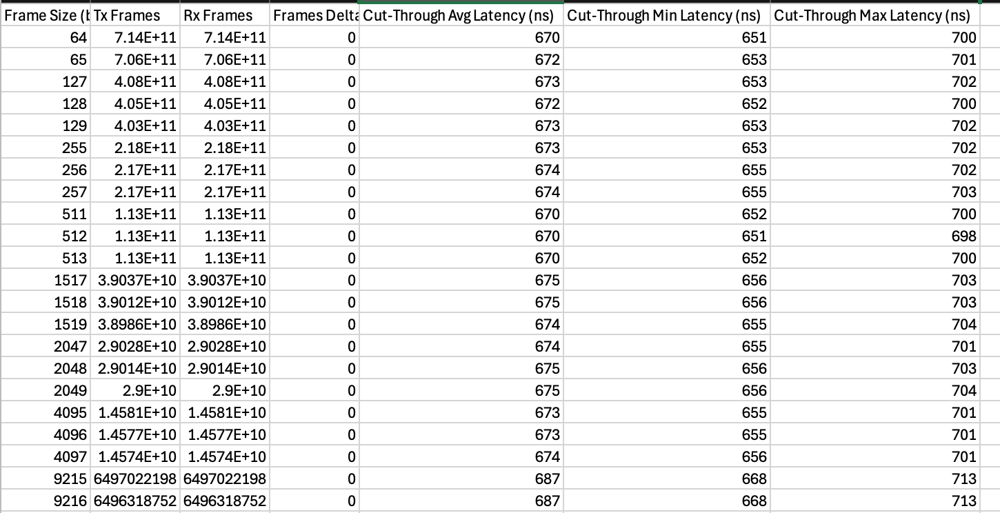 Frame Size (b Tx Frames Rx Frames Frames Delta Cut-Through Avg Latency (ns) Cut-Through Min Latency (ns) Cut-Through Max Latency (ns)
64 7.14E+11 7.14E+11 0 670 651 700
65 7.06E+11 7.06E+11 0 672 653 701
127 4.08E+11 4.08E+11 0 673 653 702
128 4.05E+11 4.05E+11 0 672 652 700
129 4.03E+11 4.03E+11 0 673 653 702
255 2.18E+11 2.18E+11 0 673 653 702
256 2.17E+11 2.17E+11 0 674 655 702
257 2.17E+11 2.17E+11 0 674 655 703
511 1.13E+11 1.13E+11 0 670 652 700
512 1.13E+11 1.13E+11 0 670 651 698
513 1.13E+11 1.13E+11 0 670 652 700
1517 3.9037E+10 3.9037E+10 0 675 656 703
1518 3.9012E+10 3.9012E+10 0 675 656 703
1519 3.8986E+10 3.8986E+10 0 674 655 704
2047 2.9028E+10 2.9028E+10 0 674 655 701
2048 2.9014E+10 2.9014E+10 0 675 656 703
2049 2.9E+10 2.9E+10 0 675 656 704
4095 1.4581E+10 1.4581E+10 0 673 655 701
4096 1.4577E+10 1.4577E+10 0 673 655 701
4097 1.4574E+10 1.4574E+10 0 674 656 701
9215 6497022198 6497022198 0 687 668 713
9216 6496318752 6496318752 0 687 668 713